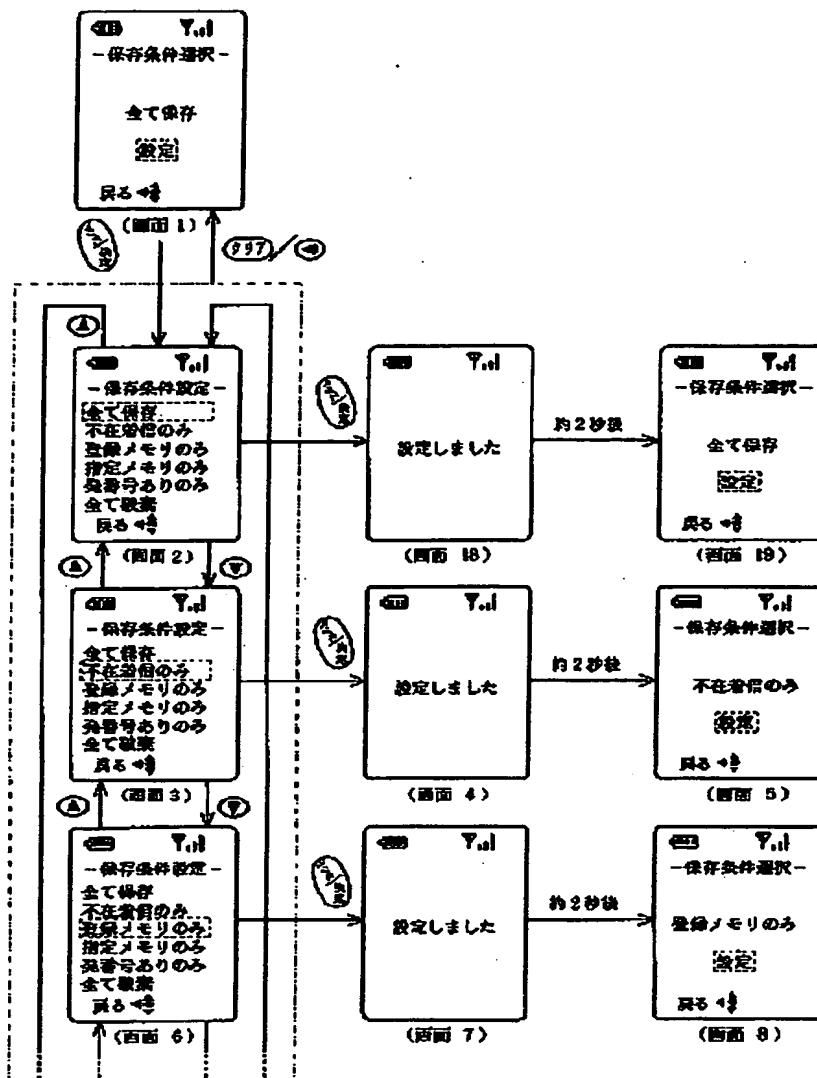 -保存条件選択-
全て保存
設定
戻る
(画面 1)
クリア
-保存条件設定-
全て保存
不在着信のみ
登録メモリのみ
指定メモリのみ
発番号ありのみ
全て破棄
戻る
(画面 2)
設定しました
(画面 18)
約2秒後
-保存条件選択-
全て保存
設定
戻る
(画面 19)
-保存条件設定-
全て保存
不在着信のみ
登録メモリのみ
指定メモリのみ
発番号ありのみ
全て破棄
戻る
(画面 3)
設定しました
(画面 4)
約2秒後
-保存条件選択-
不在着信のみ
設定
戻る
(画面 5)
-保存条件設定-
全て保存
不在着信のみ
登録メモリのみ
指定メモリのみ
発番号ありのみ
全て破棄
戻る
(画面 6)
設定しました
(画面 7)
約2秒後
-保存条件選択-
登録メモリのみ
設定
戻る
(画面 8)